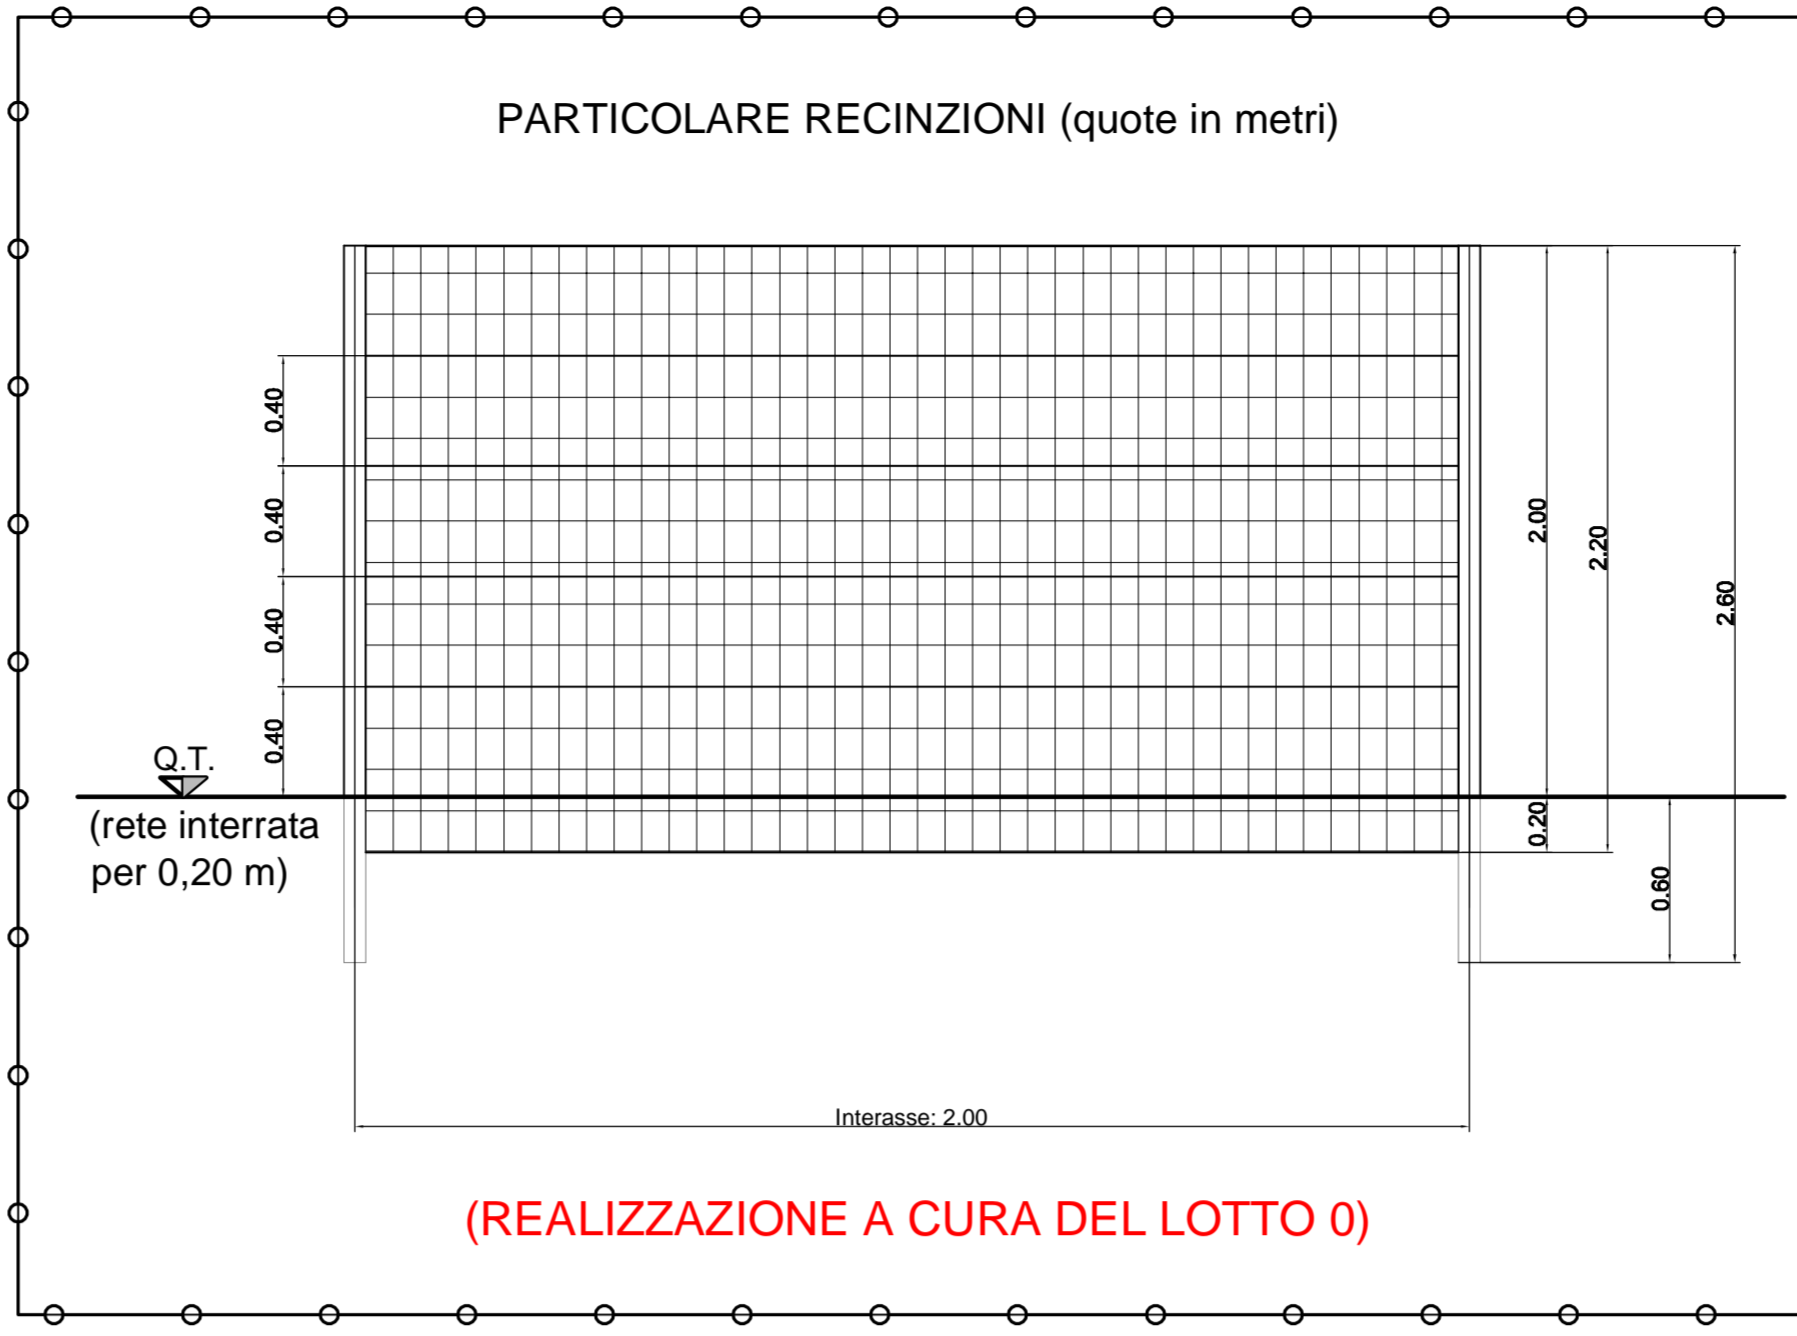 PARTICOLARE RECINZIONI (quote in metri)
0.40
0.40
0.40
0.40
2.00
2.20
2.60
0.20
0.60
Q.T.
(rete interrata
per 0,20 m)
Interasse: 2.00
(REALIZZAZIONE A CURA DEL LOTTO 0)